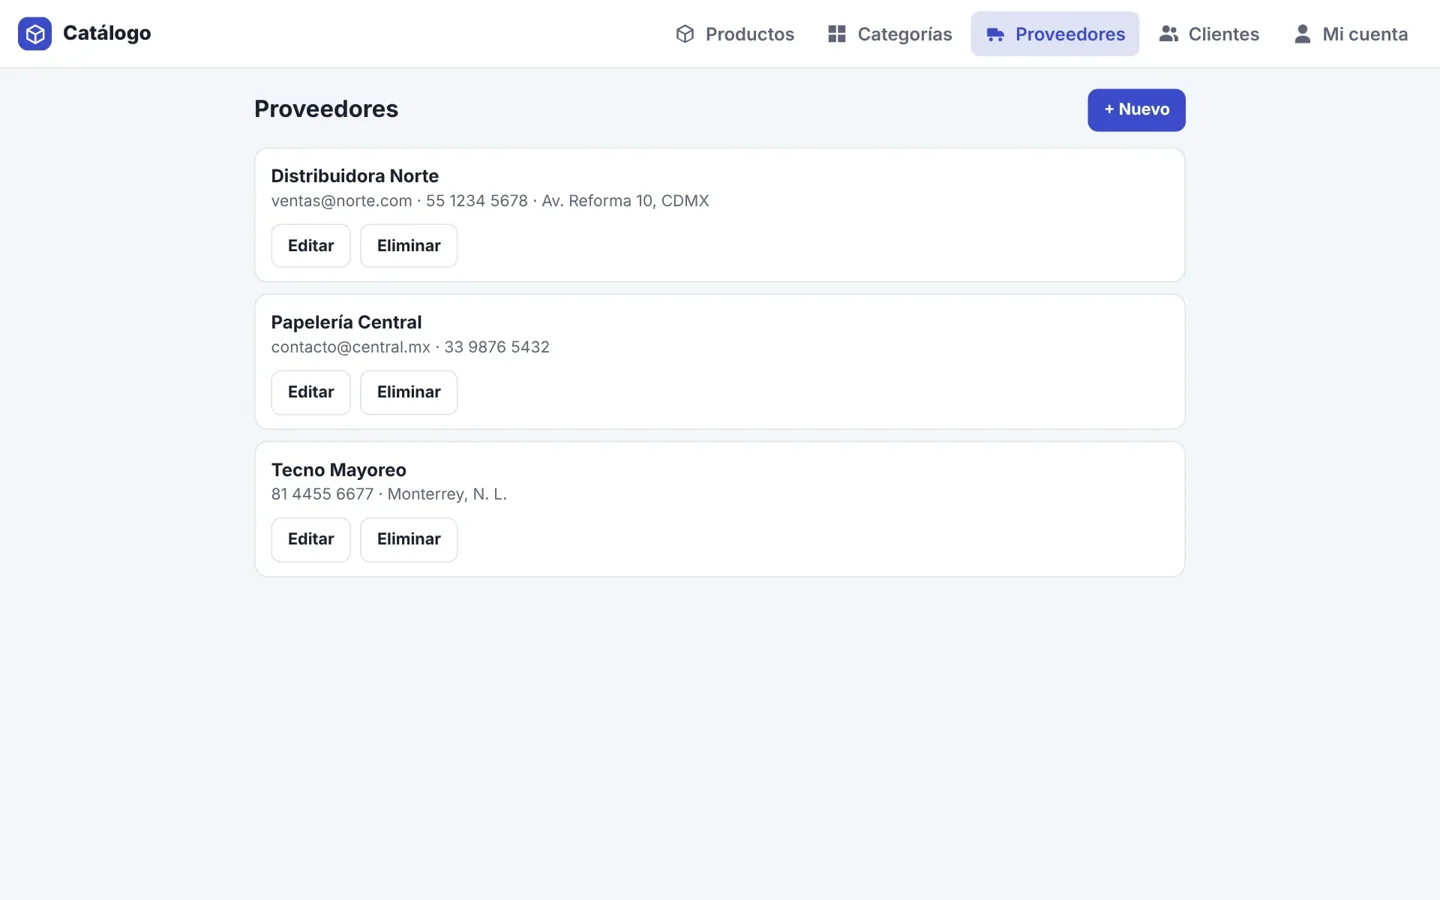 Catálogo
Productos
Categorías
Proveedores
Clientes
Mi cuenta
Proveedores
+ Nuevo
Distribuidora Norte
ventas@norte.com · 55 1234 5678 · Av. Reforma 10, CDMX
Editar
Eliminar
Papelería Central
contacto@central.mx · 33 9876 5432
Editar
Eliminar
Tecno Mayoreo
81 4455 6677 · Monterrey, N. L.
Editar
Eliminar